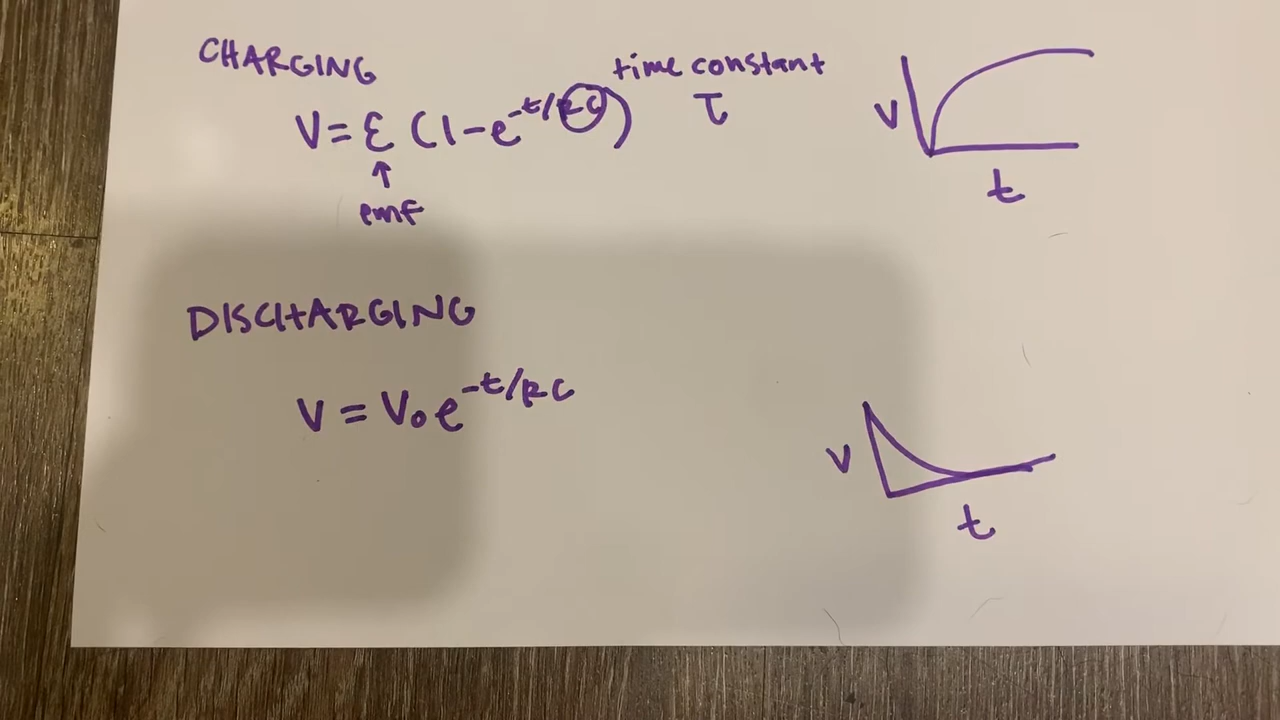 CHARGING
time constant
V = ε (1 - e^-t/RC)
τ
↑
emf
V
t
DISCHARGING
V = V₀e^-t/RC
V
t